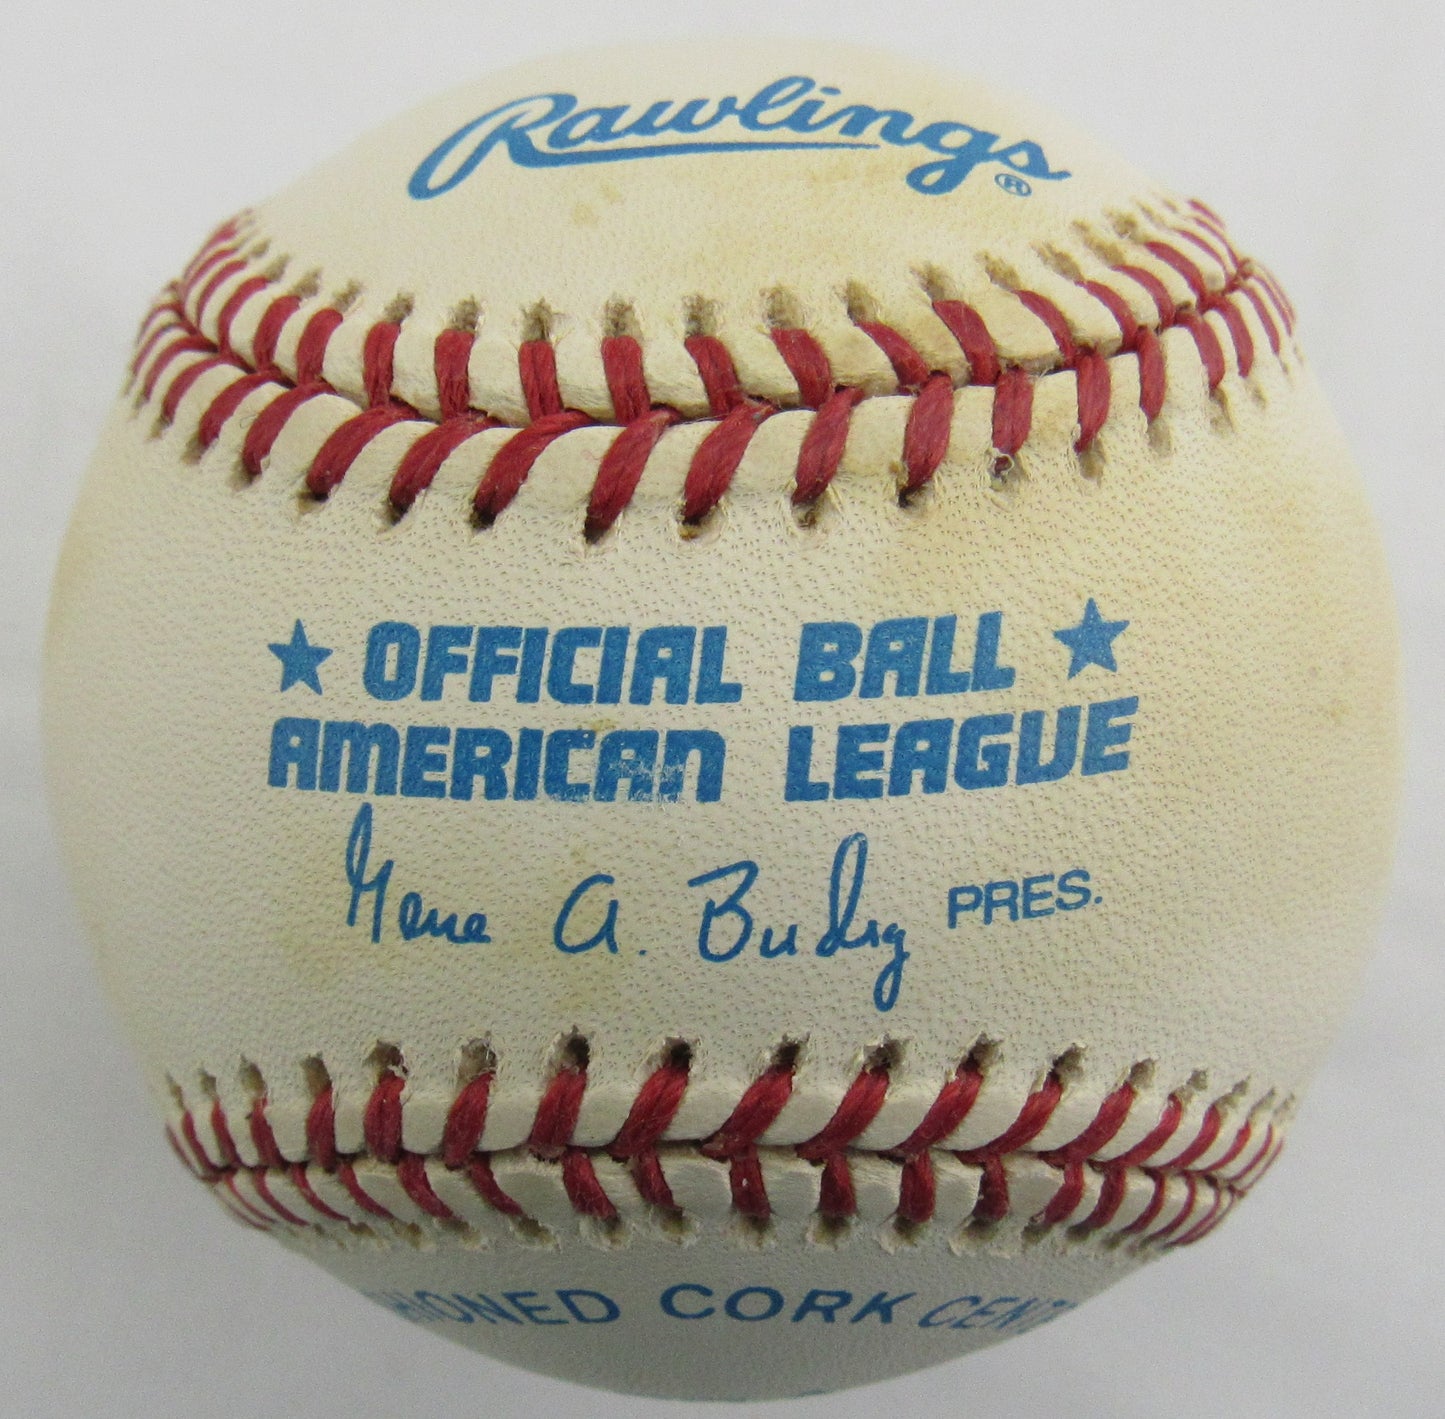 Rawlings ®
★ OFFICIAL BALL ★
AMERICAN LEAGUE
Gene A. Budig PRES.
CORK